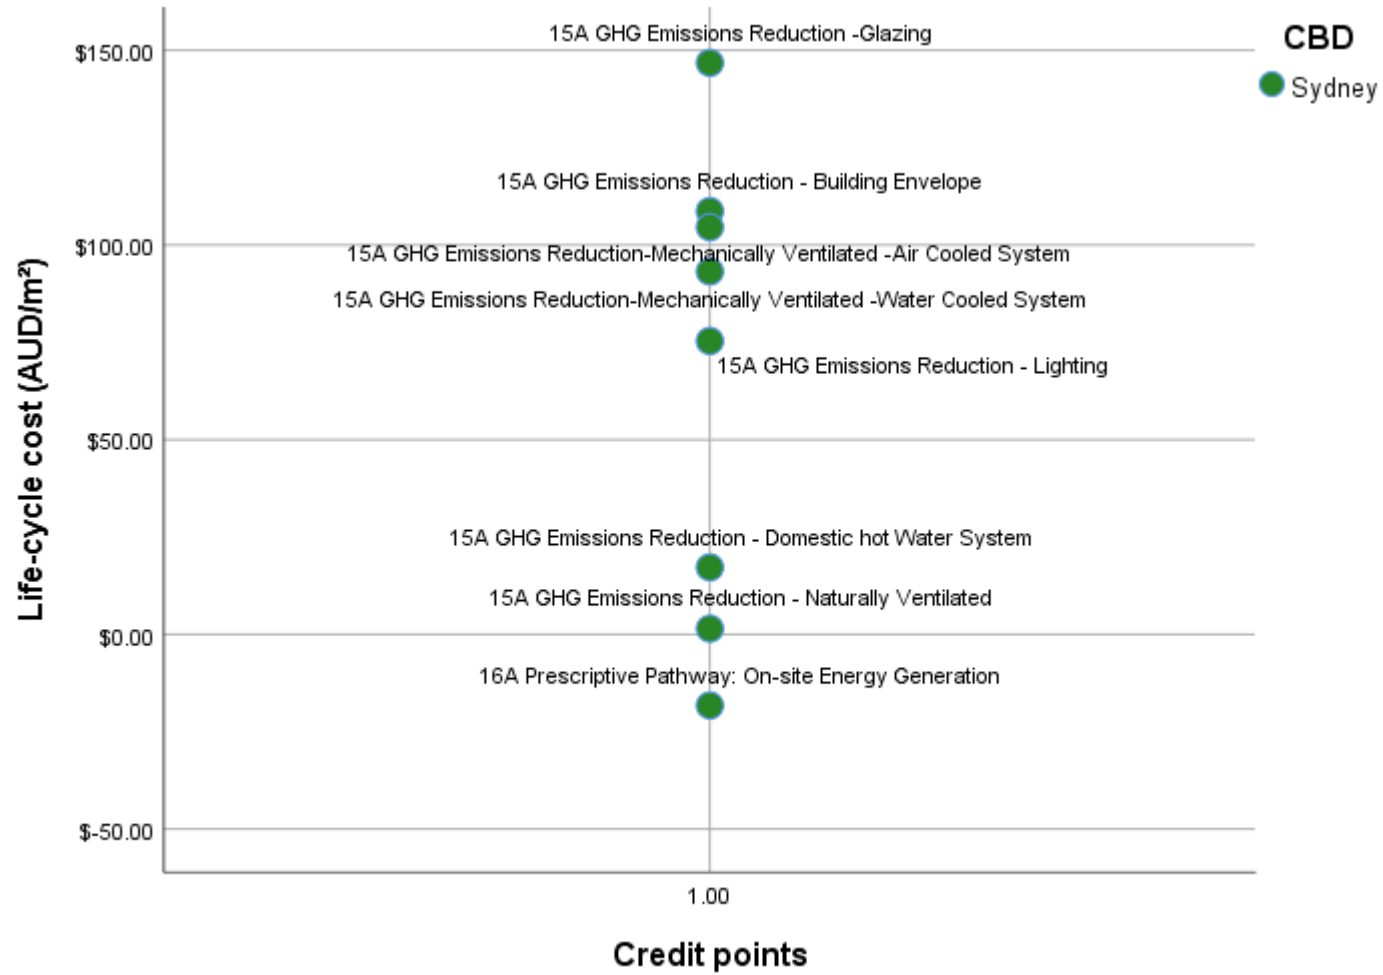 15A GHG Emissions Reduction -Glazing
CBD
Sydney
$150.00
15A GHG Emissions Reduction - Building Envelope
$100.00
15A GHG Emissions Reduction-Mechanically Ventilated -Air Cooled System
15A GHG Emissions Reduction-Mechanically Ventilated -Water Cooled System
15A GHG Emissions Reduction - Lighting
$50.00
15A GHG Emissions Reduction - Domestic hot Water System
15A GHG Emissions Reduction - Naturally Ventilated
$0.00
16A Prescriptive Pathway: On-site Energy Generation
$-50.00
Life-cycle cost (AUD/m²)
1.00
Credit points